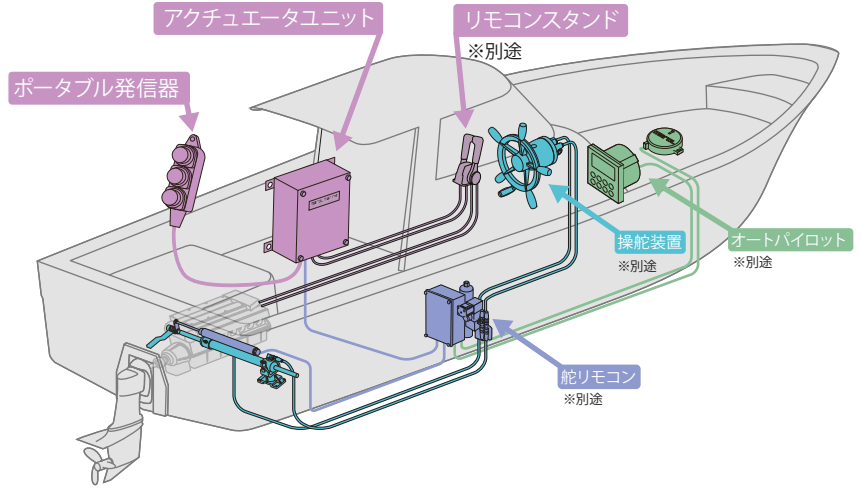 アクチュエータユニット
リモコンスタンド
※別途
ポータブル発信器
操舵装置
※別途
オートパイロット
※別途
舵リモコン
※別途